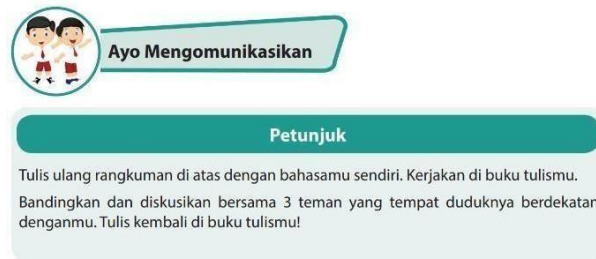 Ayo Mengomunikasikan
Petunjuk
Tulis ulang rangkuman di atas dengan bahasamu sendiri. Kerjakan di buku tulismu.
Bandingkan dan diskusikan bersama 3 teman yang tempat duduknya berdekatan
denganmu. Tulis kembali di buku tulismu!